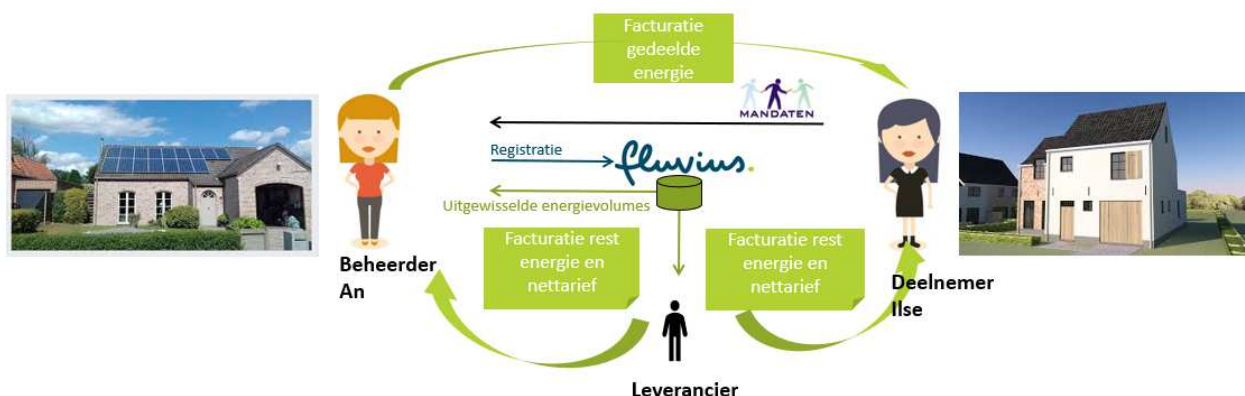 Facturatie
gedeelde
energie
MANDATEN
Registratie
fluvius.
Uitgewisselde energievolumes
Facturatie rest
energie en
nettarief
Facturatie rest
energie en
nettarief
Beheerder
An
Deelnemer
Ilse
Leverancier